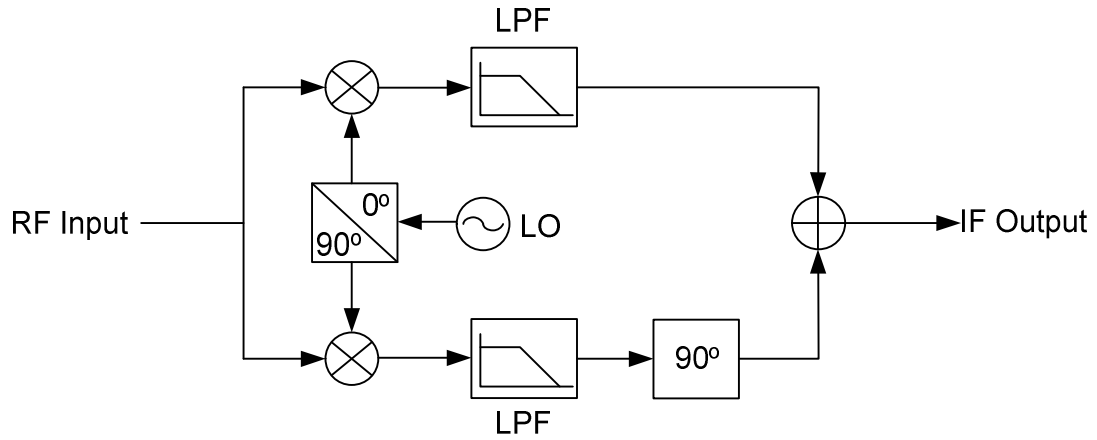 LPF
RF Input
0º
90º
LO
IF Output
90º
LPF